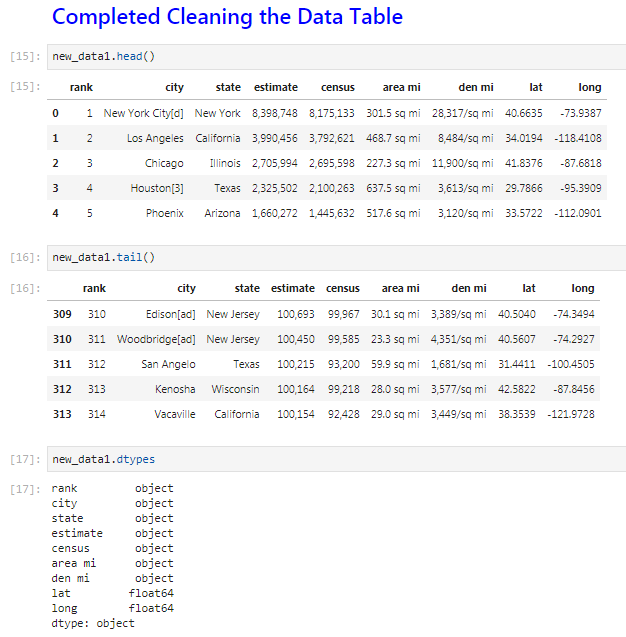 Completed Cleaning the Data Table
[15]: new_data1.head()
[15]: rank city state estimate census area mi den mi lat long
0 1 New York City[d] New York 8,398,748 8,175,133 301.5 sq mi 28,317/sq mi 40.6635 -73.9387
1 2 Los Angeles California 3,990,456 3,792,621 468.7 sq mi 8,484/sq mi 34.0194 -118.4108
2 3 Chicago Illinois 2,705,994 2,695,598 227.3 sq mi 11,900/sq mi 41.8376 -87.6818
3 4 Houston[3] Texas 2,325,502 2,100,263 637.5 sq mi 3,613/sq mi 29.7866 -95.3909
4 5 Phoenix Arizona 1,660,272 1,445,632 517.6 sq mi 3,120/sq mi 33.5722 -112.0901
[16]: new_data1.tail()
[16]: rank city state estimate census area mi den mi lat long
309 310 Edison[ad] New Jersey 100,693 99,967 30.1 sq mi 3,389/sq mi 40.5040 -74.3494
310 311 Woodbridge[ad] New Jersey 100,450 99,585 23.3 sq mi 4,351/sq mi 40.5607 -74.2927
311 312 San Angelo Texas 100,215 93,200 59.9 sq mi 1,681/sq mi 31.4411 -100.4505
312 313 Kenosha Wisconsin 100,164 99,218 28.0 sq mi 3,577/sq mi 42.5822 -87.8456
313 314 Vacaville California 100,154 92,428 29.0 sq mi 3,449/sq mi 38.3539 -121.9728
[17]: new_data1.dtypes
[17]: rank object
city object
state object
estimate object
census object
area mi object
den mi object
lat float64
long float64
dtype: object